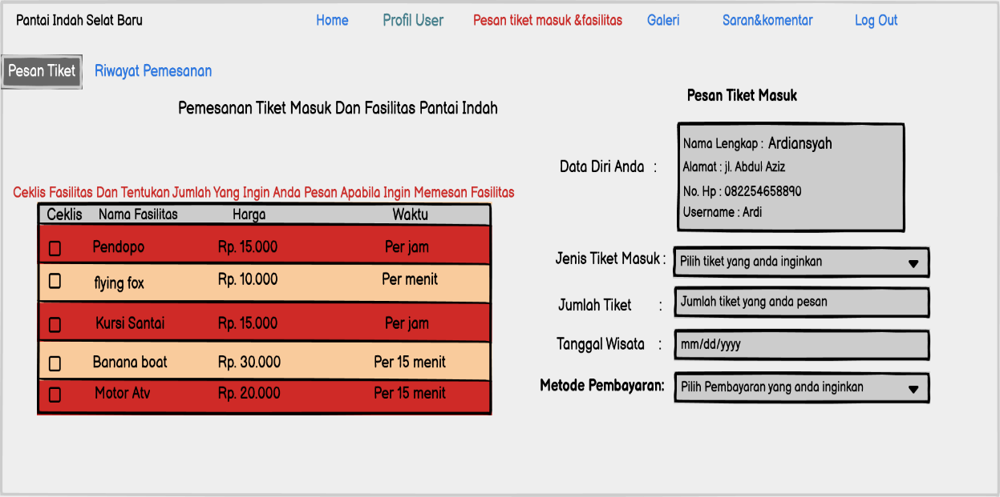 Pantai Indah Selat Baru Home Profil User Pesan tiket masuk &fasilitas Galeri Saran&komentar Log Out
Pesan Tiket Riwayat Pemesanan
Pemesanan Tiket Masuk Dan Fasilitas Pantai Indah
Ceklis Fasilitas Dan Tentukan Jumlah Yang Ingin Anda Pesan Apabila Ingin Memesan Fasilitas
Ceklis Nama Fasilitas Harga Waktu
Pendopo Rp. 15.000 Per jam
flying fox Rp. 10.000 Per menit
Kursi Santai Rp. 15.000 Per jam
Banana boat Rp. 30.000 Per 15 menit
Motor Atv Rp. 20.000 Per 15 menit
Pesan Tiket Masuk
Data Diri Anda :
Nama Lengkap : Ardiansyah
Alamat : jl. Abdul Aziz
No. Hp : 082254658890
Username : Ardi
Jenis Tiket Masuk : Pilih tiket yang anda inginkan
Jumlah Tiket : Jumlah tiket yang anda pesan
Tanggal Wisata : mm/dd/yyyy
Metode Pembayaran: Pilih Pembayaran yang anda inginkan